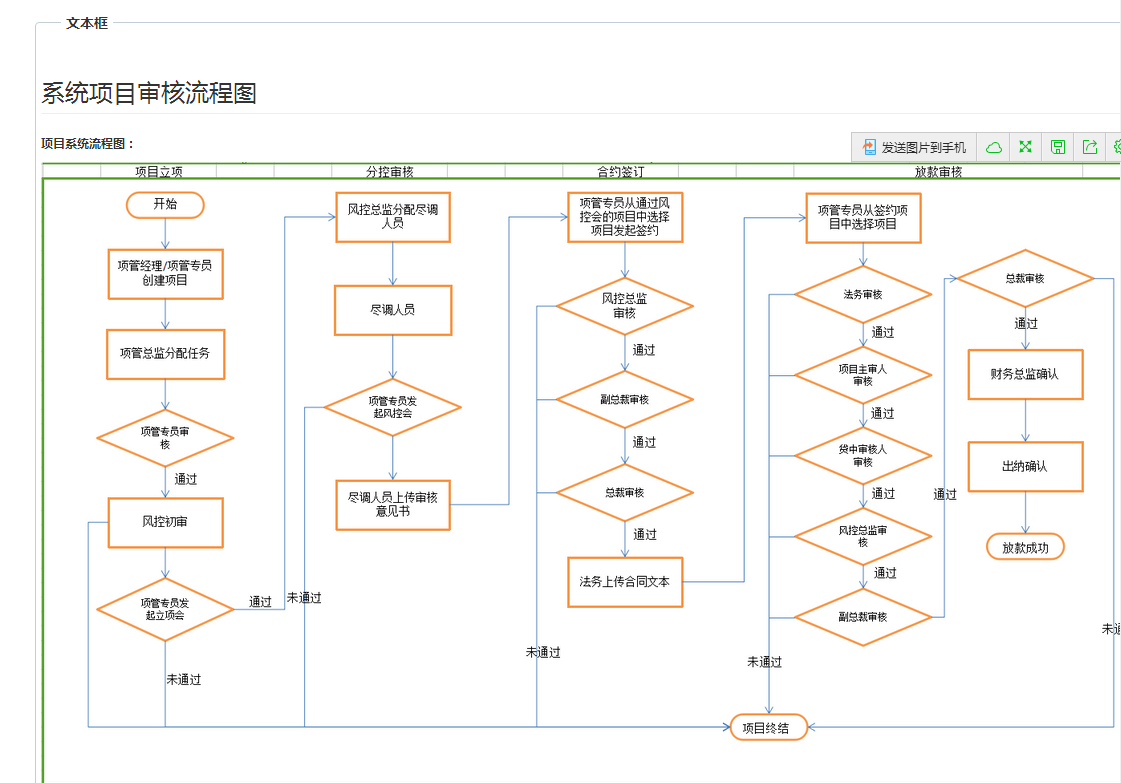 文本框
系统项目审核流程图
项目系统流程图：
发送图片到手机
项目立项
分控审核
合约签订
放款审核
开始
项管经理/项管专员
创建项目
项管总监分配任务
项管专员审
核
通过
风控初审
项管专员发
起立项会
通过
未通过
风控总监分配尽调
人员
尽调人员
项管专员发
起风控会
尽调人员上传审核
意见书
未通过
项管专员从通过风
控会的项目中选择
项目发起签约
风控总监
审核
通过
副总裁审核
通过
总裁审核
通过
法务上传合同文本
未通过
项管专员从签约项
目中选择项目
法务审核
通过
项目主审人
审核
通过
贷中审核人
审核
通过
风控总监审
核
通过
副总裁审核
通过
未通过
总裁审核
通过
财务总监确认
出纳确认
放款成功
未通
项目终结